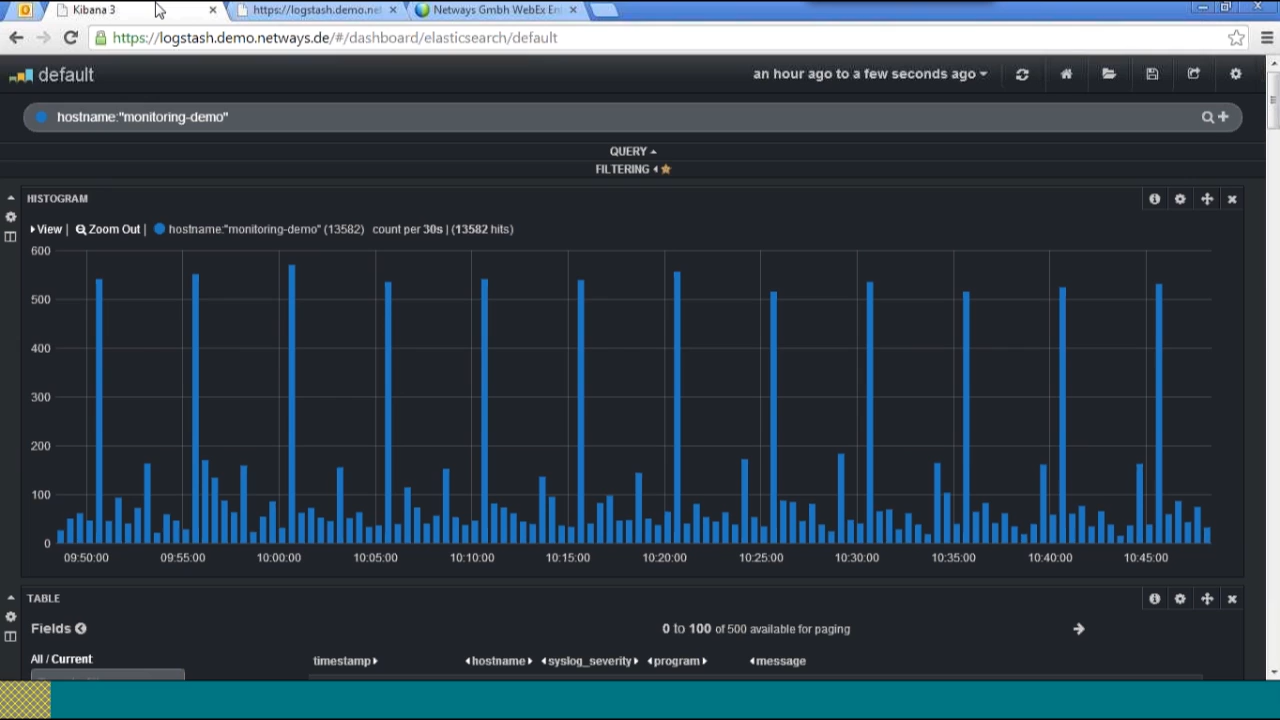 Kibana 3
https://logstash.demo.net
Netways Gmbh WebEx En
https://logstash.demo.netways.de/#/dashboard/elasticsearch/default
default
an hour ago to a few seconds ago
hostname:"monitoring-demo"
QUERY
FILTERING
HISTOGRAM
View | Zoom Out | hostname:"monitoring-demo" (13582) count per 30s | (13582 hits)
600
500
400
300
200
100
0
09:50:00 09:55:00 10:00:00 10:05:00 10:10:00 10:15:00 10:20:00 10:25:00 10:30:00 10:35:00 10:40:00 10:45:00
TABLE
Fields
0 to 100 of 500 available for paging
All / Current
timestamp hostname syslog_severity program message